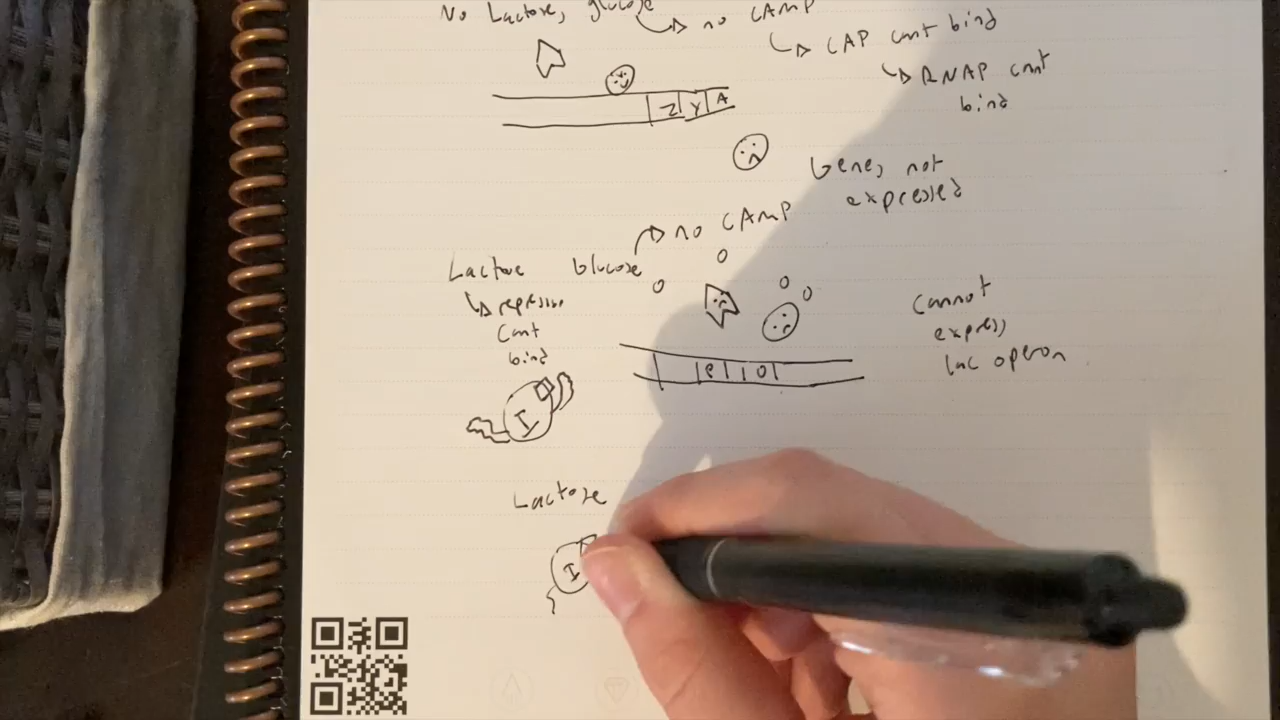 No Lactose, glucose
no cAMP
CAP cant bind
RNAP cant
bind
Z Y A
Genes not
expressed
no cAMP
Lactose Glucose
repressor
cant
bind
cannot
express
lac operon
P O
I
Lactose
I